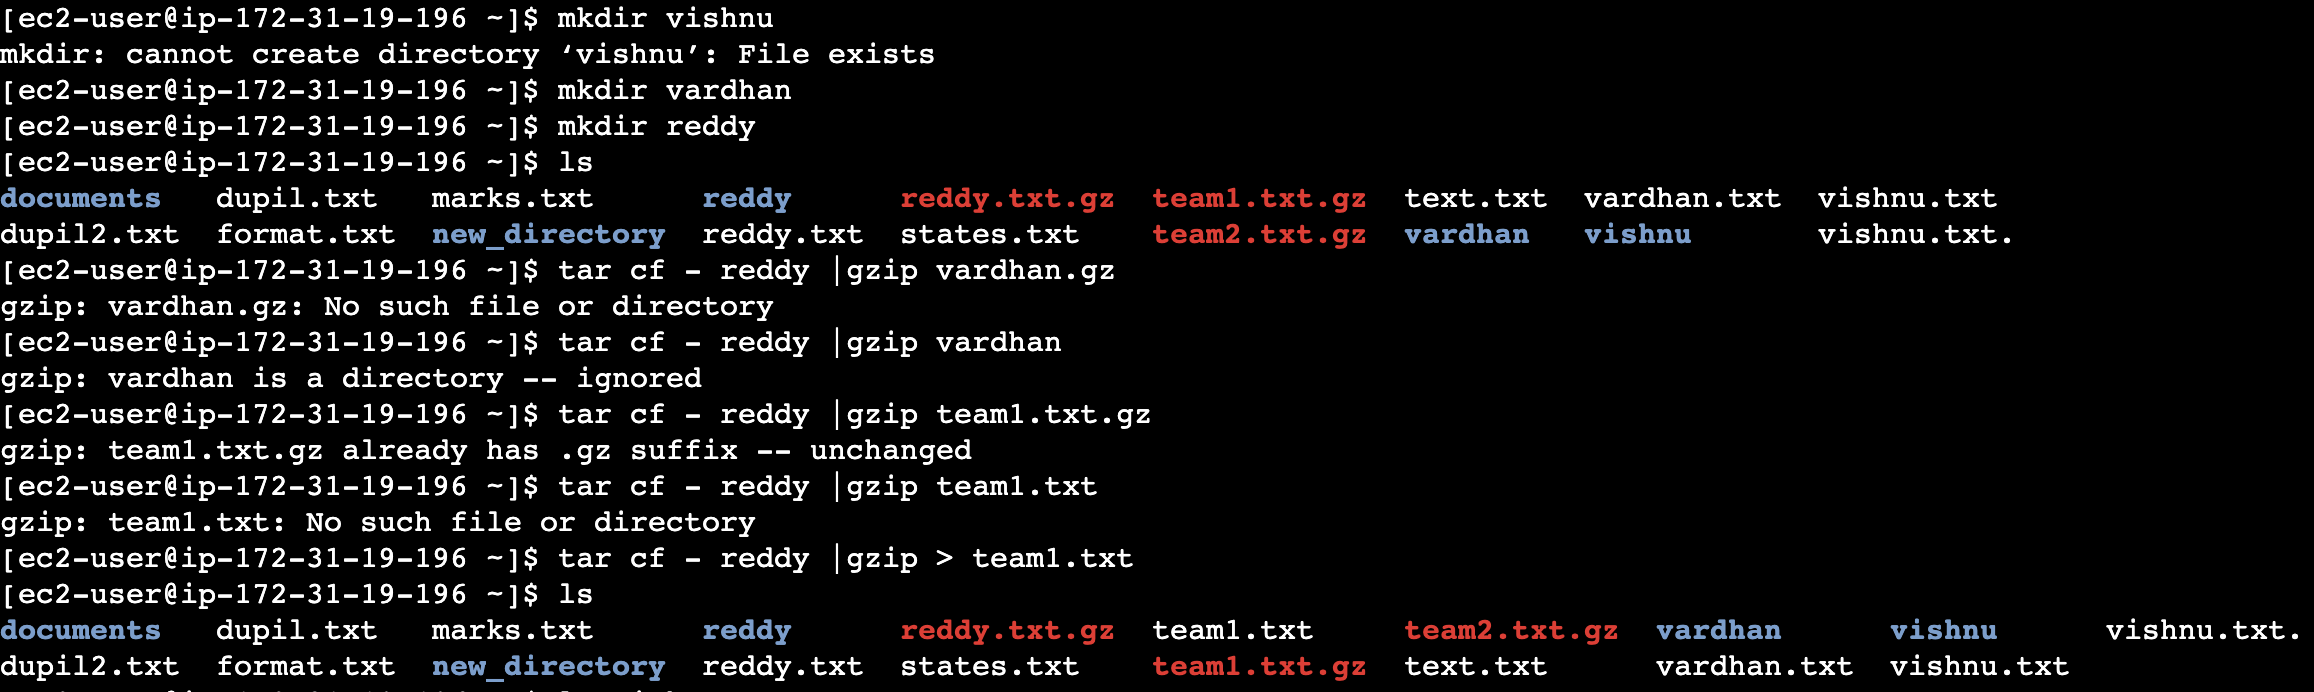 [ec2-user@ip-172-31-19-196 ~]$ mkdir vishnu
mkdir: cannot create directory ‘vishnu’: File exists
[ec2-user@ip-172-31-19-196 ~]$ mkdir vardhan
[ec2-user@ip-172-31-19-196 ~]$ mkdir reddy
[ec2-user@ip-172-31-19-196 ~]$ ls
documents   dupil.txt   marks.txt      reddy      reddy.txt.gz  team1.txt.gz  text.txt  vardhan.txt  vishnu.txt
dupil2.txt  format.txt  new_directory  reddy.txt  states.txt    team2.txt.gz  vardhan   vishnu       vishnu.txt.
[ec2-user@ip-172-31-19-196 ~]$ tar cf - reddy |gzip vardhan.gz
gzip: vardhan.gz: No such file or directory
[ec2-user@ip-172-31-19-196 ~]$ tar cf - reddy |gzip vardhan
gzip: vardhan is a directory -- ignored
[ec2-user@ip-172-31-19-196 ~]$ tar cf - reddy |gzip team1.txt.gz
gzip: team1.txt.gz already has .gz suffix -- unchanged
[ec2-user@ip-172-31-19-196 ~]$ tar cf - reddy |gzip team1.txt
gzip: team1.txt: No such file or directory
[ec2-user@ip-172-31-19-196 ~]$ tar cf - reddy |gzip > team1.txt
[ec2-user@ip-172-31-19-196 ~]$ ls
documents   dupil.txt   marks.txt      reddy      reddy.txt.gz  team1.txt     team2.txt.gz  vardhan      vishnu      vishnu.txt.
dupil2.txt  format.txt  new_directory  reddy.txt  states.txt    team1.txt.gz  text.txt      vardhan.txt  vishnu.txt